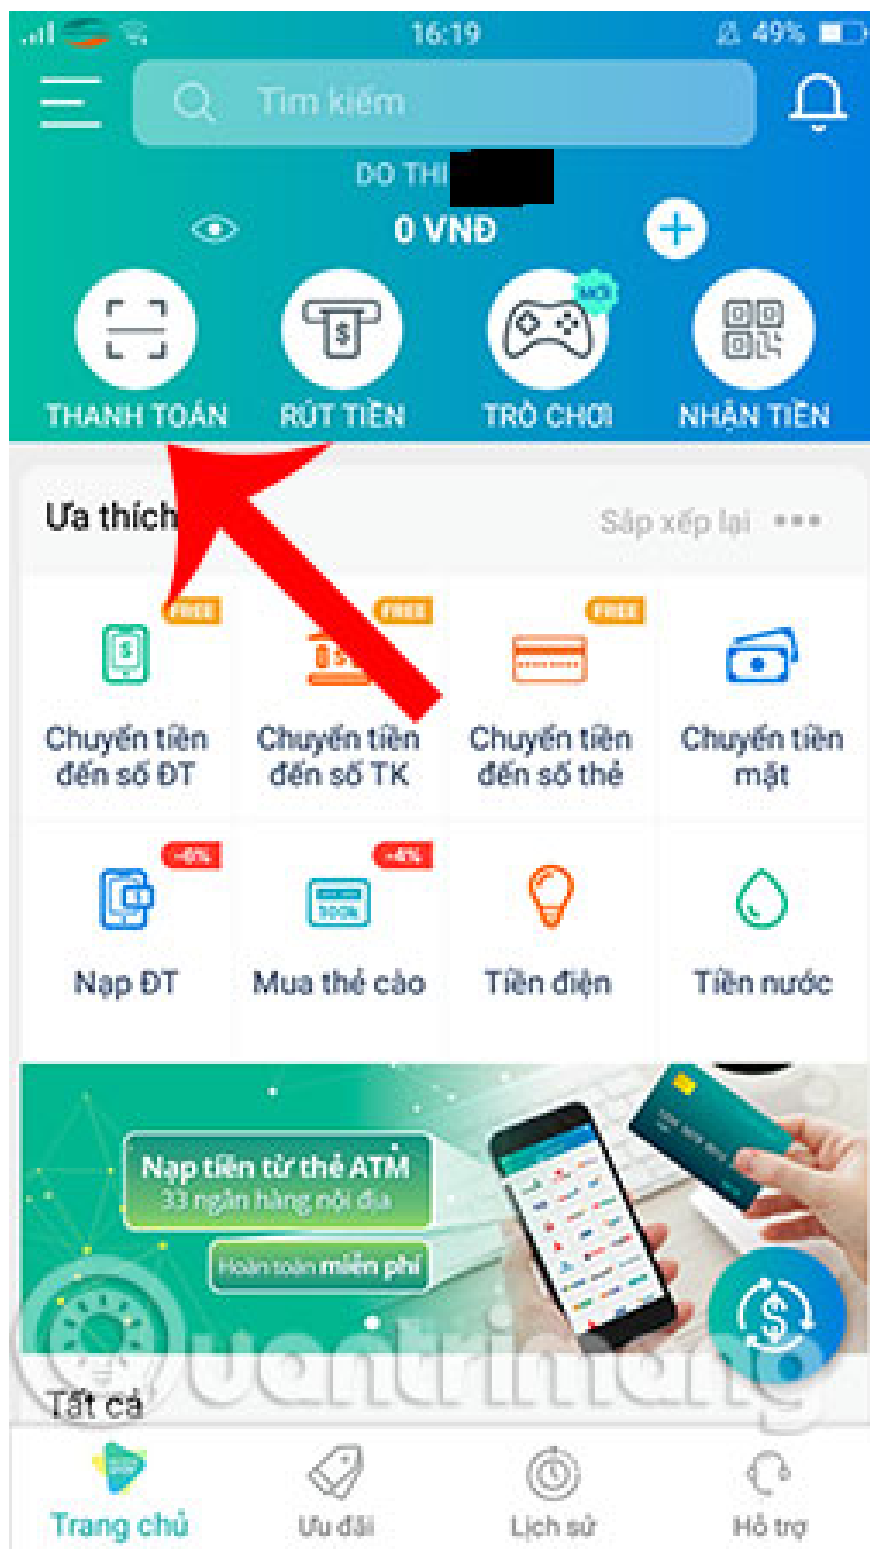 16:19
49%
Tìm kiếm
DO THI
0 VNĐ
MỚI
THANH TOÁN RÚT TIỀN TRÒ CHƠI NHẬN TIỀN
Ưa thích
Sắp xếp lại
FREE FREE FREE
$
Chuyển tiền
đến số ĐT
Chuyển tiền
đến số TK
Chuyển tiền
đến số thẻ
Chuyển tiền
mặt
-6% -4%
100k
Nạp ĐT Mua thẻ cào Tiền điện Tiền nước
Nạp tiền từ thẻ ATM
33 ngân hàng nội địa
Hoàn toàn miễn phí
$
Quantrimang
Tất cả
Trang chủ Ưu đãi Lịch sử Hỗ trợ